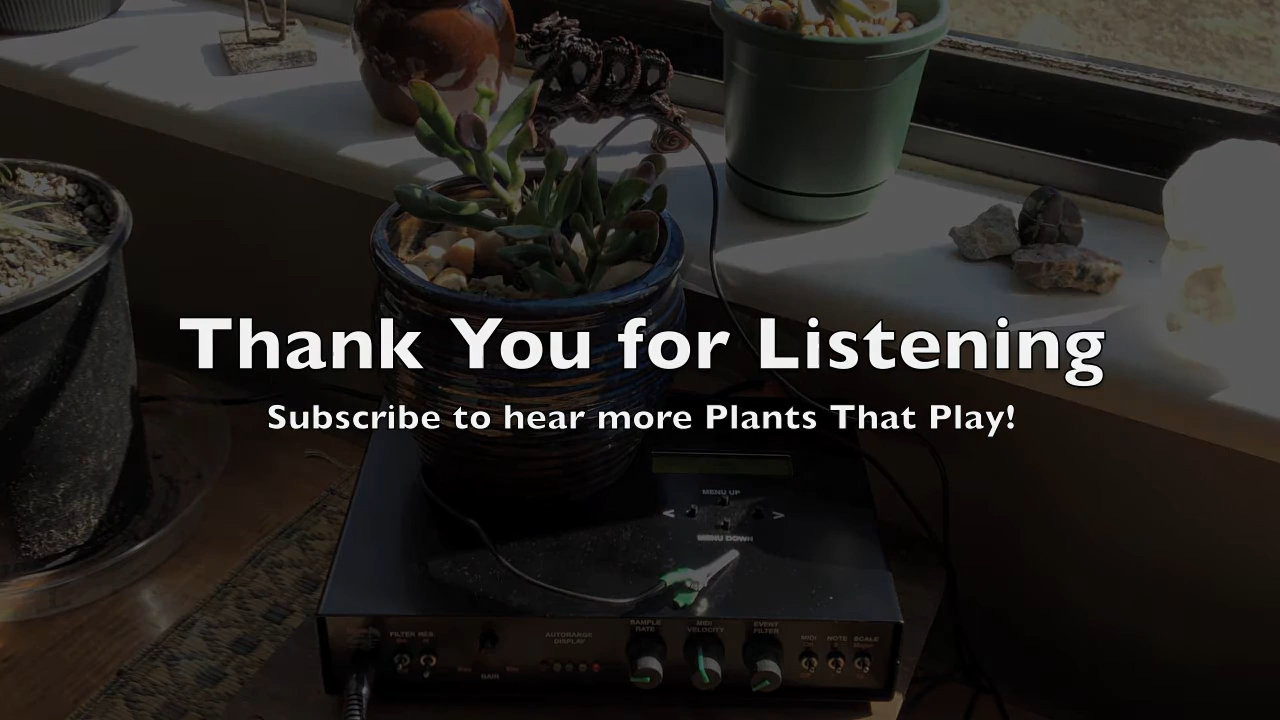 Thank You for Listening
Subscribe to hear more Plants That Play!
MENU UP
< >
MENU DOWN
FILTER RES.
AUTORANGE
DISPLAY
GAIN
SAMPLE
RATE
MIDI
VELOCITY
EVENT
FILTER
MIDI NOTE SCALE